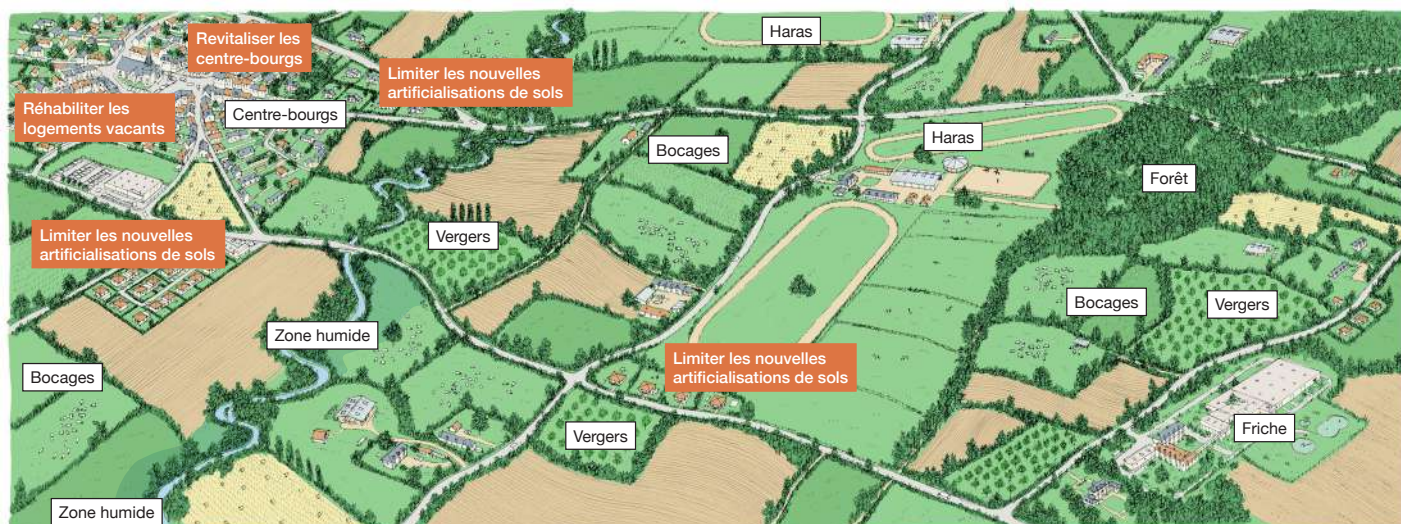 Revitaliser les
centre-bourgs
Haras
Limiter les nouvelles
artificialisations de sols
Réhabiliter les
logements vacants
Centre-bourgs
Haras
Bocages
Forêt
Limiter les nouvelles
artificialisations de sols
Vergers
Bocages
Vergers
Zone humide
Bocages
Limiter les nouvelles
artificialisations de sols
Vergers
Friche
Zone humide